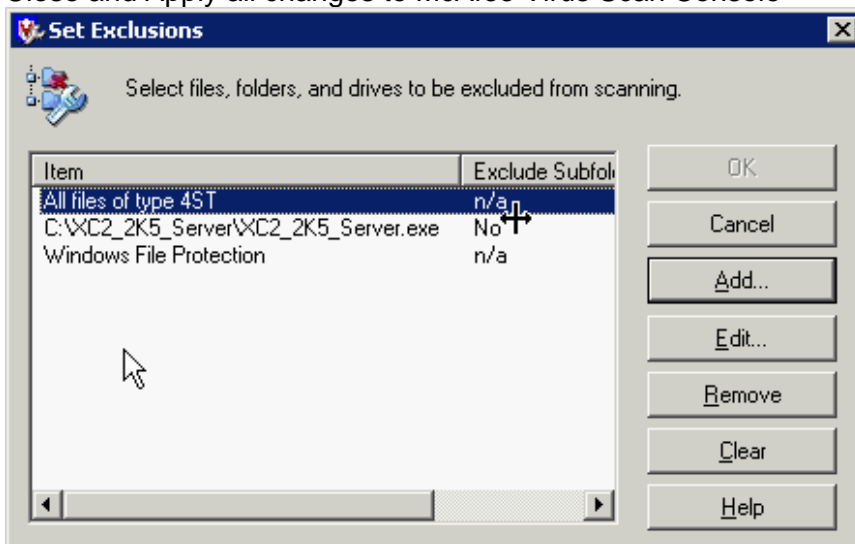 Close and Apply all changes to McAfee Virus Scan Console
Set Exclusions
Select files, folders, and drives to be excluded from scanning.
Item Exclude Subfol
All files of type 4ST n/a
C:\XC2_2K5_Server\XC2_2K5_Server.exe No
Windows File Protection n/a
OK
Cancel
Add...
Edit...
Remove
Clear
Help